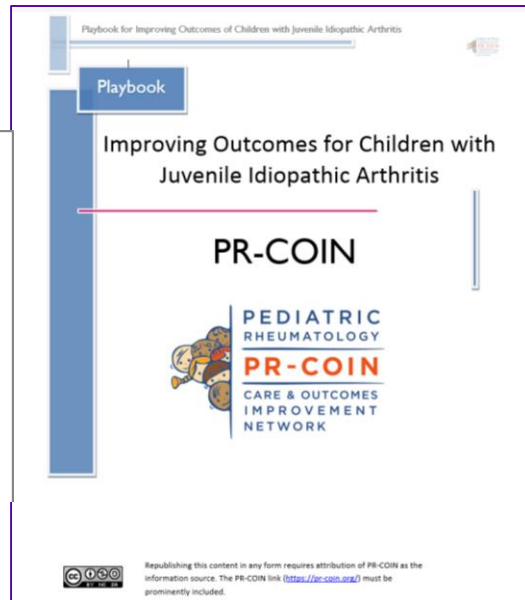 Playbook for Improving Outcomes of Children with Juvenile Idiopathic Arthritis
Playbook
Improving Outcomes for Children with
Juvenile Idiopathic Arthritis
PR-COIN
PEDIATRIC
RHEUMATOLOGY
PR-COIN
CARE & OUTCOMES
IMPROVEMENT
NETWORK
Republishing this content in any form requires attribution of PR-COIN as the
information source. The PR-COIN link (https://pr-coin.org/) must be
prominently included.